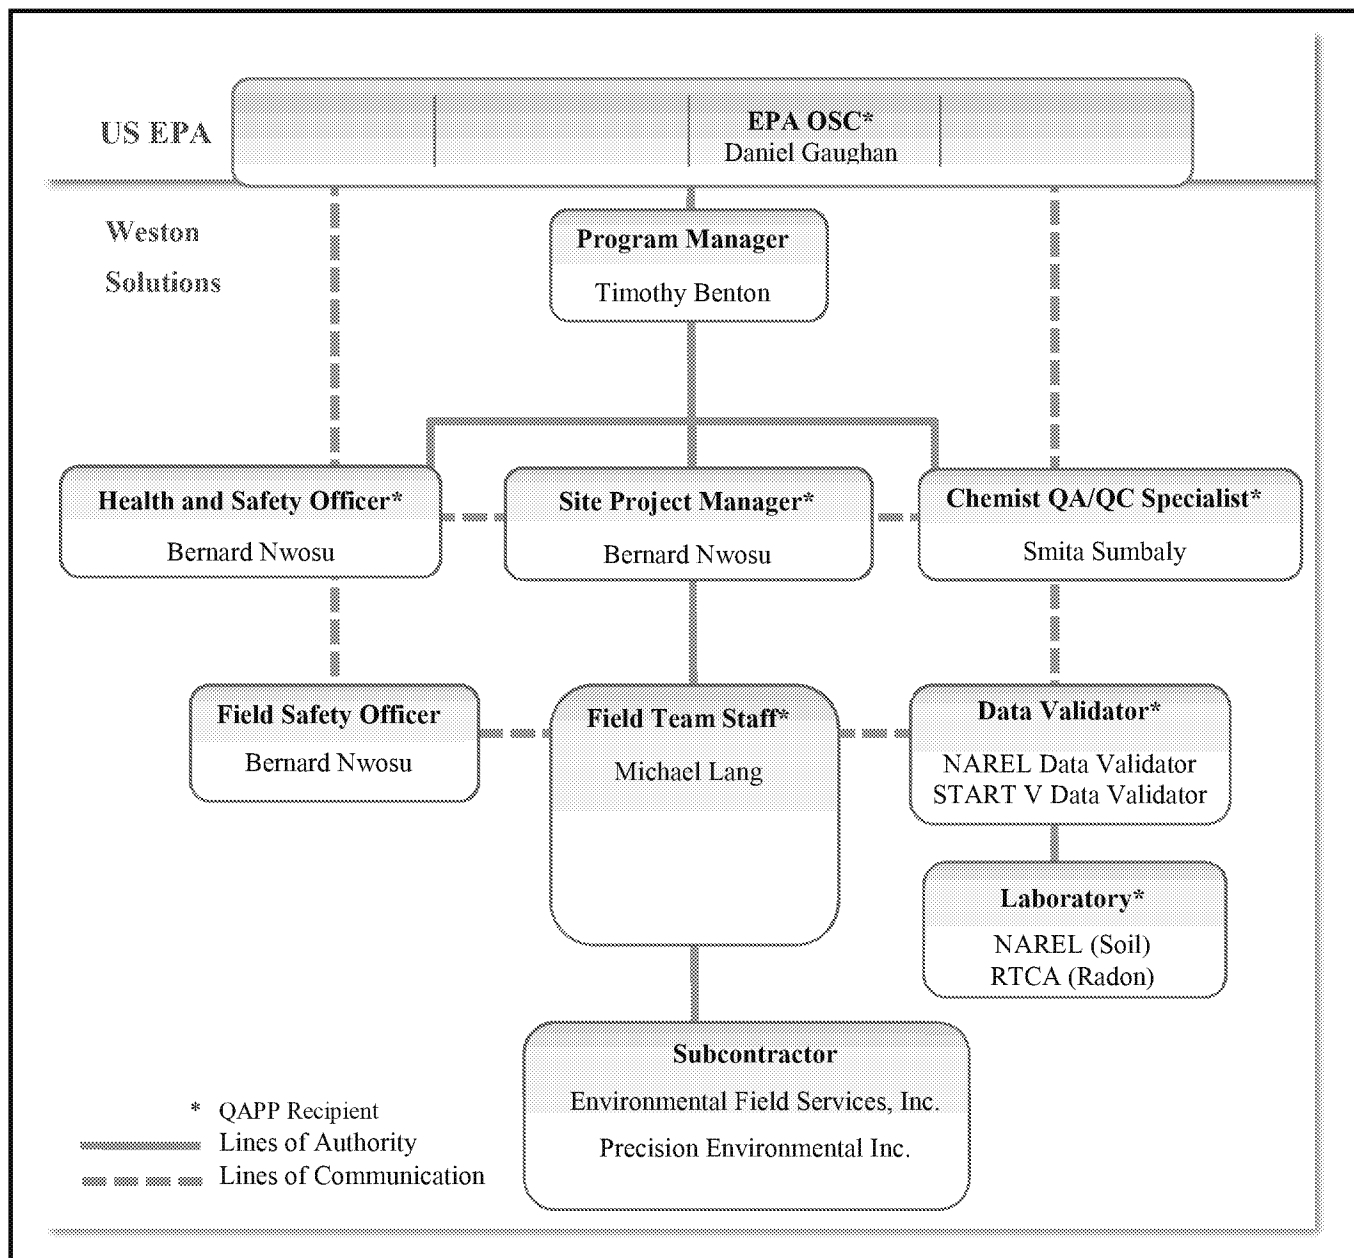 US EPA
EPA OSC*
Daniel Gaughan
Weston
Solutions
Program Manager
Timothy Benton
Health and Safety Officer*
Bernard Nwosu
Site Project Manager*
Bernard Nwosu
Chemist QA/QC Specialist*
Smita Sumbaly
Field Safety Officer
Bernard Nwosu
Field Team Staff*
Michael Lang
Data Validator*
NAREL Data Validator
START V Data Validator
Laboratory*
NAREL (Soil)
RTCA (Radon)
Subcontractor
Environmental Field Services, Inc.
Precision Environmental Inc.
* QAPP Recipient
Lines of Authority
Lines of Communication